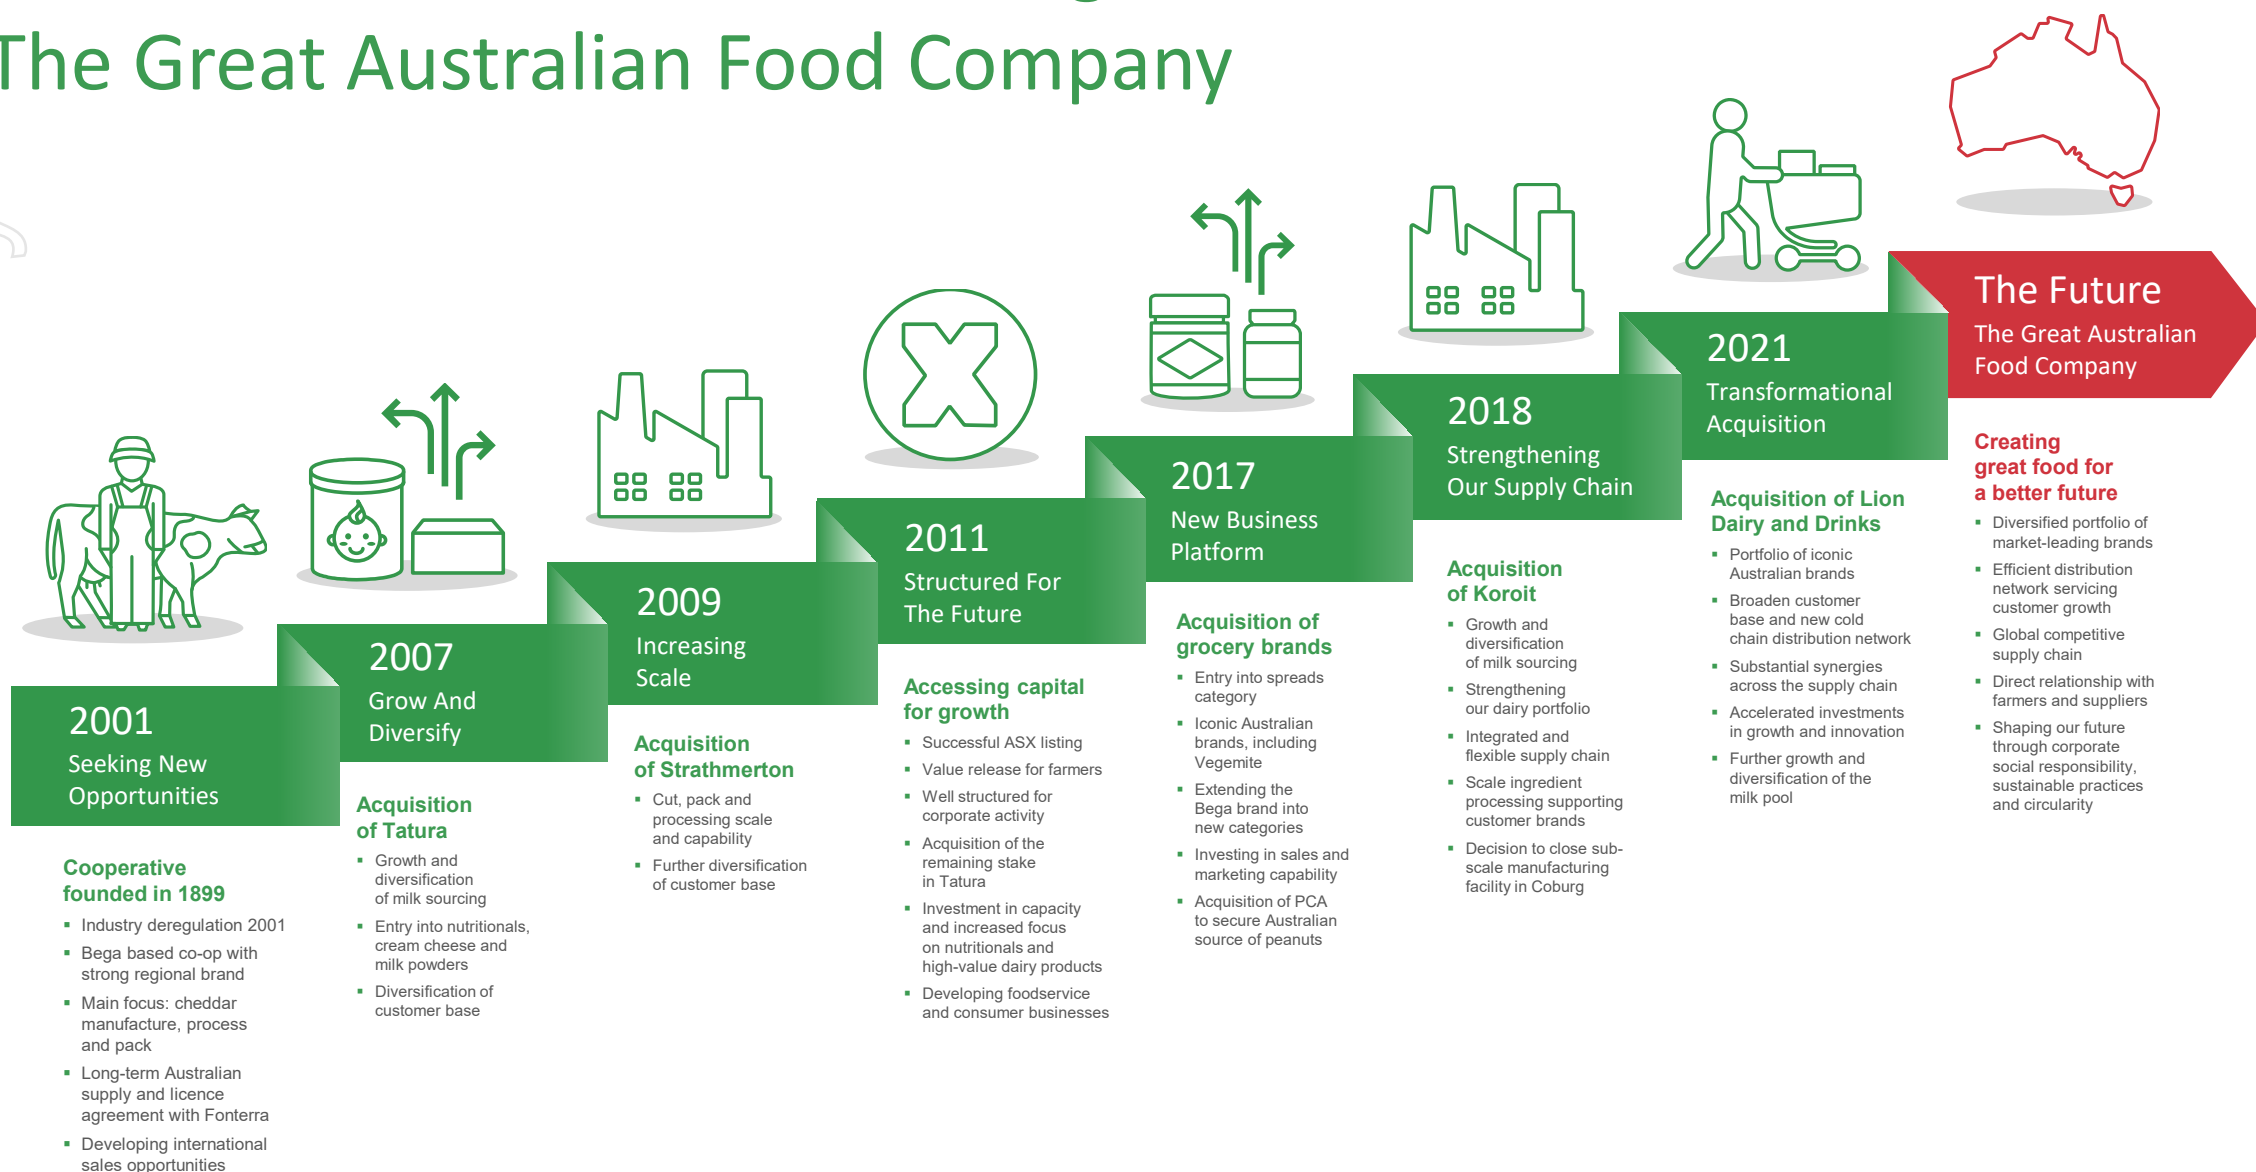 The Great Australian Food Company
2001
Seeking New
Opportunities
Cooperative
founded in 1899
Industry deregulation 2001
Bega based co-op with
strong regional brand
Main focus: cheddar
manufacture, process
and pack
Long-term Australian
supply and licence
agreement with Fonterra
Developing international
sales opportunities
2007
Grow And
Diversify
Acquisition
of Tatura
Growth and
diversification
of milk sourcing
Entry into nutritionals,
cream cheese and
milk powders
Diversification of
customer base
2009
Increasing
Scale
Acquisition
of Strathmerton
Cut, pack and
processing scale
and capability
Further diversification
of customer base
2011
Structured For
The Future
Accessing capital
for growth
Successful ASX listing
Value release for farmers
Well structured for
corporate activity
Acquisition of the
remaining stake
in Tatura
Investment in capacity
and increased focus
on nutritionals and
high-value dairy products
Developing foodservice
and consumer businesses
2017
New Business
Platform
Acquisition of
grocery brands
Entry into spreads
category
Iconic Australian
brands, including
Vegemite
Extending the
Bega brand into
new categories
Investing in sales and
marketing capability
Acquisition of PCA
to secure Australian
source of peanuts
2018
Strengthening
Our Supply Chain
Acquisition
of Koroit
Growth and
diversification
of milk sourcing
Strengthening
our dairy portfolio
Integrated and
flexible supply chain
Scale ingredient
processing supporting
customer brands
Decision to close sub-
scale manufacturing
facility in Coburg
2021
Transformational
Acquisition
Acquisition of Lion
Dairy and Drinks
Portfolio of iconic
Australian brands
Broaden customer
base and new cold
chain distribution network
Substantial synergies
across the supply chain
Accelerated investments
in growth and innovation
Further growth and
diversification of the
milk pool
The Future
The Great Australian
Food Company
Creating
great food for
a better future
Diversified portfolio of
market-leading brands
Efficient distribution
network servicing
customer growth
Global competitive
supply chain
Direct relationship with
farmers and suppliers
Shaping our future
through corporate
social responsibility,
sustainable practices
and circularity